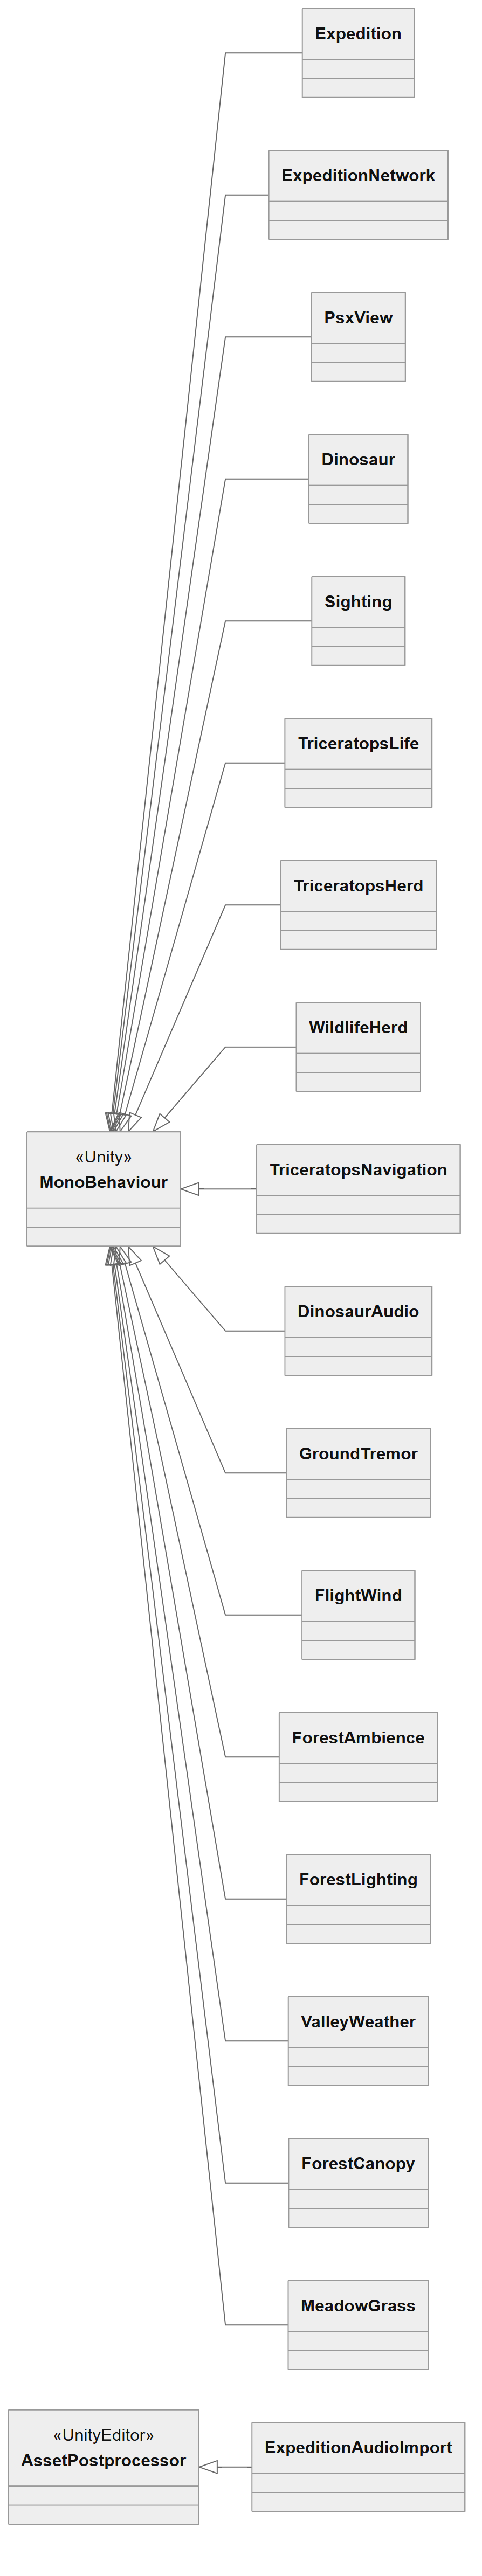 Expedition
ExpeditionNetwork
PsxView
Dinosaur
Sighting
TriceratopsLife
TriceratopsHerd
WildlifeHerd
«Unity»
MonoBehaviour
TriceratopsNavigation
DinosaurAudio
GroundTremor
FlightWind
ForestAmbience
ForestLighting
ValleyWeather
ForestCanopy
MeadowGrass
«UnityEditor»
AssetPostprocessor
ExpeditionAudioImport